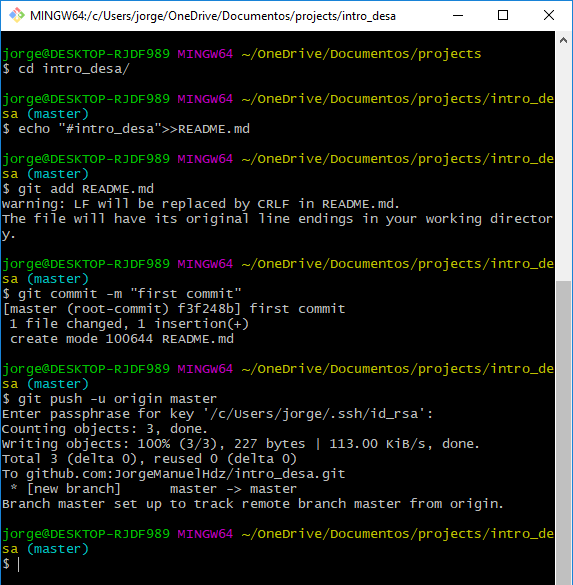 MINGW64:/c/Users/jorge/OneDrive/Documentos/projects/intro_desa
jorge@DESKTOP-RJDF989 MINGW64 ~/OneDrive/Documentos/projects
$ cd intro_desa/
jorge@DESKTOP-RJDF989 MINGW64 ~/OneDrive/Documentos/projects/intro_de
sa (master)
$ echo "#intro_desa">>README.md
jorge@DESKTOP-RJDF989 MINGW64 ~/OneDrive/Documentos/projects/intro_de
sa (master)
$ git add README.md
warning: LF will be replaced by CRLF in README.md.
The file will have its original line endings in your working director
y.
jorge@DESKTOP-RJDF989 MINGW64 ~/OneDrive/Documentos/projects/intro_de
sa (master)
$ git commit -m "first commit"
[master (root-commit) f3f248b] first commit
 1 file changed, 1 insertion(+)
 create mode 100644 README.md
jorge@DESKTOP-RJDF989 MINGW64 ~/OneDrive/Documentos/projects/intro_de
sa (master)
$ git push -u origin master
Enter passphrase for key '/c/Users/jorge/.ssh/id_rsa':
Counting objects: 3, done.
Writing objects: 100% (3/3), 227 bytes | 113.00 KiB/s, done.
Total 3 (delta 0), reused 0 (delta 0)
To github.com:JorgeManuelHdz/intro_desa.git
 * [new branch]      master -> master
Branch master set up to track remote branch master from origin.
jorge@DESKTOP-RJDF989 MINGW64 ~/OneDrive/Documentos/projects/intro_de
sa (master)
$